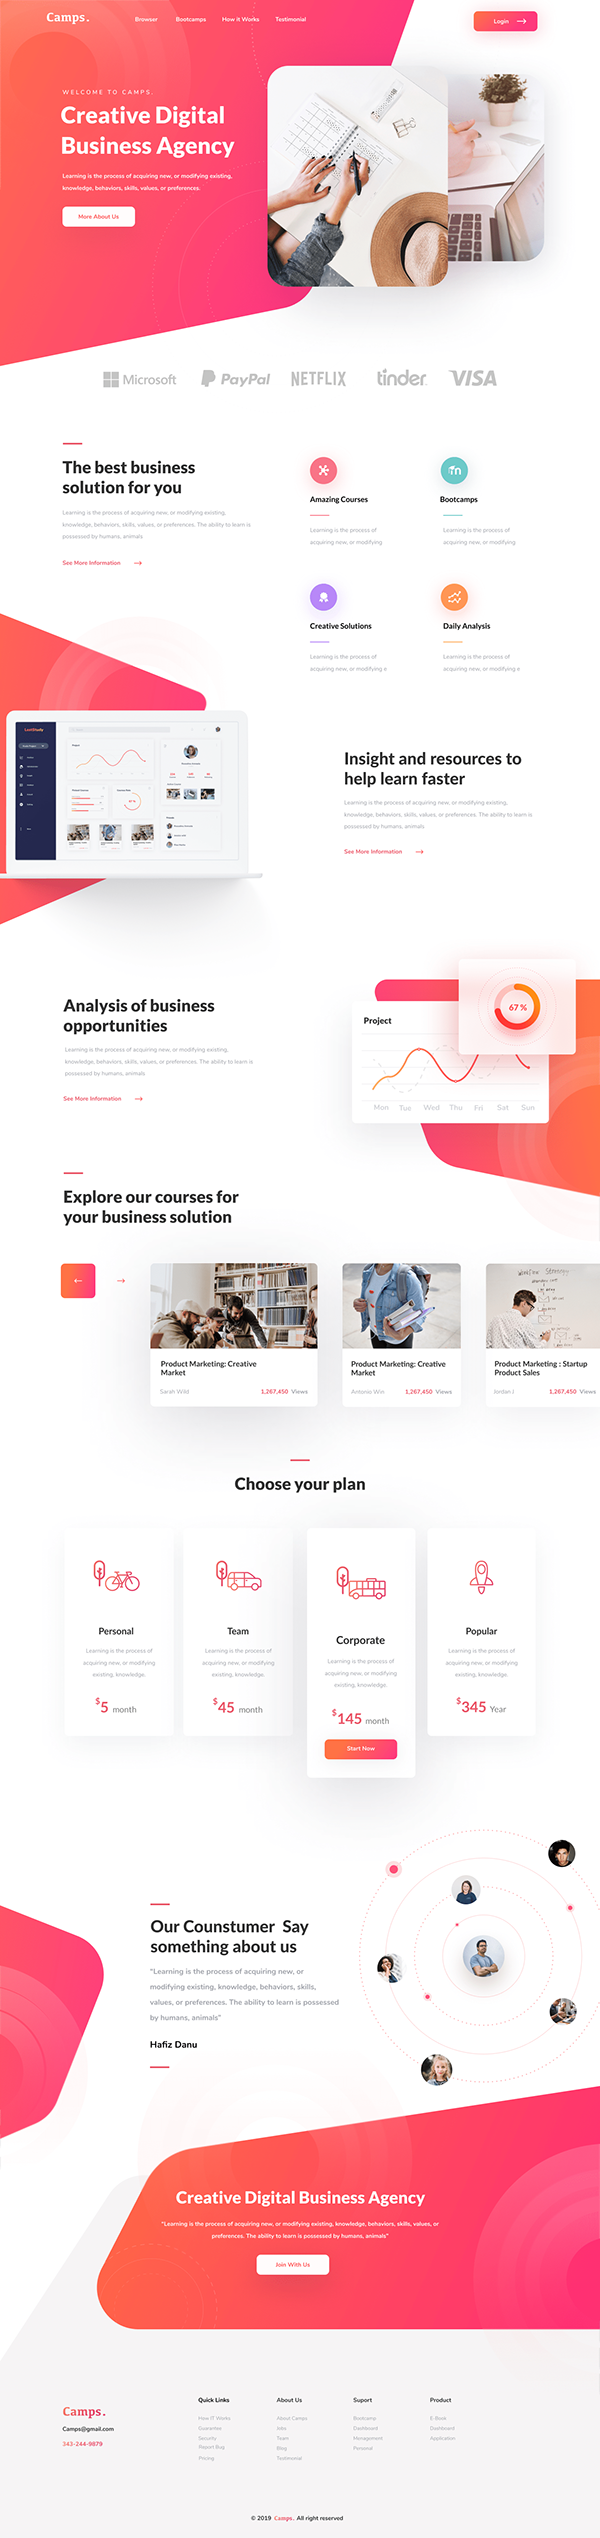 Camps.
Browser Bootcamps How it Works Testimonial
Login
WELCOME TO CAMPS.
Creative Digital
Business Agency
Learning is the process of acquiring new, or modifying existing,
knowledge, behaviors, skills, values, or preferences.
More About Us
Microsoft PayPal NETFLIX tinder VISA
The best business
solution for you
Learning is the process of acquiring new, or modifying existing,
knowledge, behaviors, skills, values, or preferences. The ability to learn is
possessed by humans, animals
See More Information
Amazing Courses
Learning is the process of
acquiring new, or modifying
Bootcamps
Learning is the process of
acquiring new, or modifying
Creative Solutions
Learning is the process of
acquiring new, or modifying e
Daily Analysis
Learning is the process of
acquiring new, or modifying e
Project
67 %
Insight and resources to
help learn faster
Learning is the process of acquiring new, or modifying existing,
knowledge, behaviors, skills, values, or preferences. The ability to learn is
possessed by humans, animals
See More Information
Analysis of business
opportunities
Learning is the process of acquiring new, or modifying existing,
knowledge, behaviors, skills, values, or preferences. The ability to learn is
possessed by humans, animals
See More Information
67 %
Project
Mon Tue Wed Thu Fri Sat Sun
Explore our courses for
your business solution
Product Marketing: Creative
Market
Sarah Wild 1,267,450 Views
Product Marketing: Creative
Market
Antonio Win 1,267,450 Views
Product Marketing : Startup
Product Sales
Jordan J 1,267,450 Views
Choose your plan
Personal
Learning is the process of
acquiring new, or modifying
existing, knowledge,
$5 month
Team
Learning is the process of
acquiring new, or modifying
existing, knowledge,
$45 month
Corporate
Learning is the process of
acquiring new, or modifying
existing, knowledge,
$145 month
Start Now
Popular
Learning is the process of
acquiring new, or modifying
existing, knowledge,
$345 Year
Our Counstumer Say
something about us
"Learning is the process of acquiring new, or
modifying existing, knowledge, behaviors, skills,
values, or preferences. The ability to learn is possessed
by humans, animals"
Hafiz Danu
Creative Digital Business Agency
"Learning is the process of acquiring new, or modifying existing, knowledge, behaviors, skills, values, or
preferences. The ability to learn is possessed by humans, animals"
Join With Us
Camps.
Camps@gmail.com
343-244-9879
Quick Links
How IT Works
Guarantee
Security
Report Bug
Pricing
About Us
About Camps
Jobs
Team
Blog
Testimonial
Suport
Bootcamp
Dashboard
Management
Personal
Product
E-Book
Dashboard
Application
© 2019 Camps. All right reserved